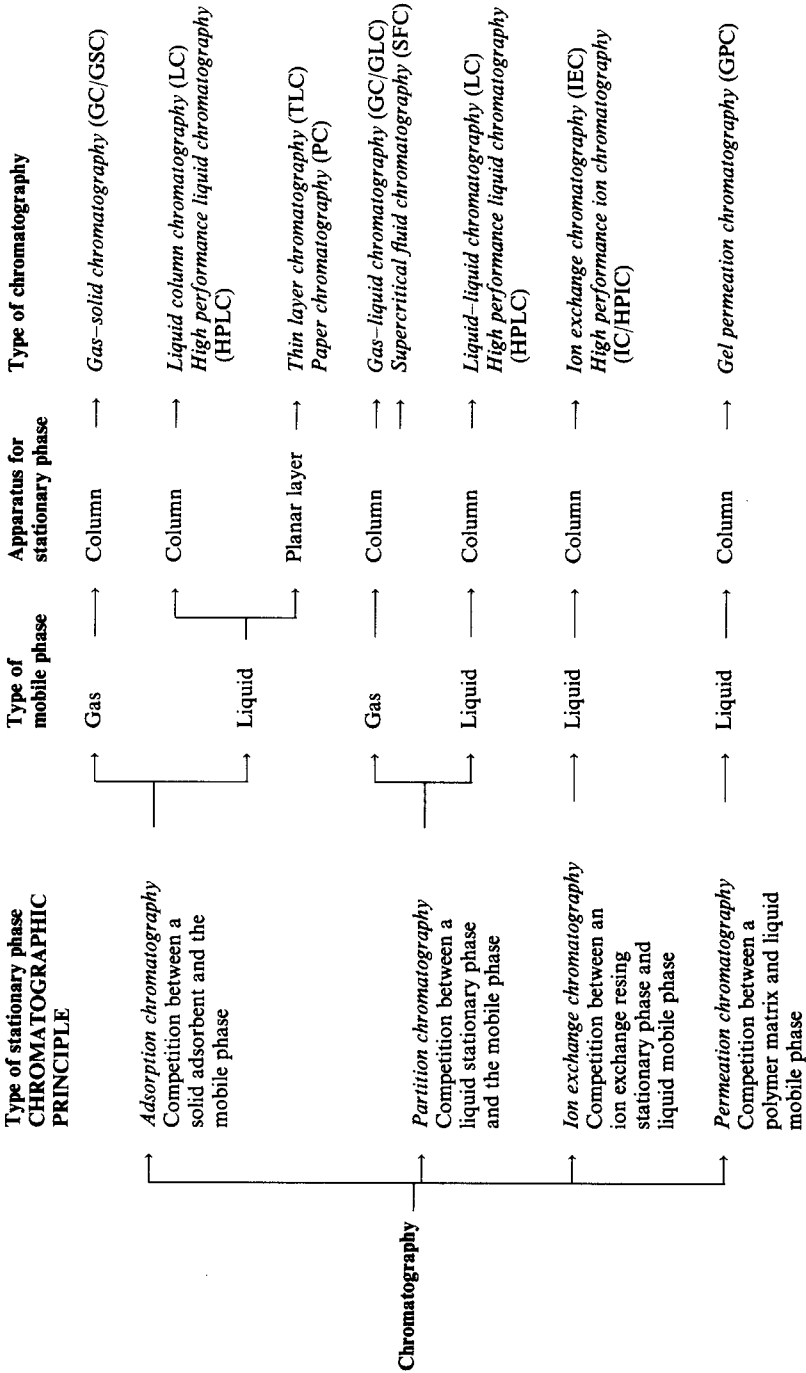 Type of stationary phase
CHROMATOGRAPHIC
PRINCIPLE
Type of
mobile phase
Apparatus for
stationary phase
Type of chromatography
Chromatography
Adsorption chromatography
Competition between a
solid adsorbent and the
mobile phase
Gas
Column
Gas–solid chromatography (GC/GSC)
Liquid
Column
Liquid column chromatography (LC)
High performance liquid chromatography
(HPLC)
Planar layer
Thin layer chromatography (TLC)
Paper chromatography (PC)
Partition chromatography
Competition between a
liquid stationary phase
and the mobile phase
Gas
Column
Gas–liquid chromatography (GC/GLC)
Supercritical fluid chromatography (SFC)
Liquid
Column
Liquid–liquid chromatography (LC)
High performance liquid chromatography
(HPLC)
Ion exchange chromatography
Competition between an
ion exchange resing
stationary phase and
liquid mobile phase
Liquid
Column
Ion exchange chromatography (IEC)
High performance ion chromatography
(IC/HPIC)
Permeation chromatography
Competition between a
polymer matrix and liquid
mobile phase
Liquid
Column
Gel permeation chromatography (GPC)